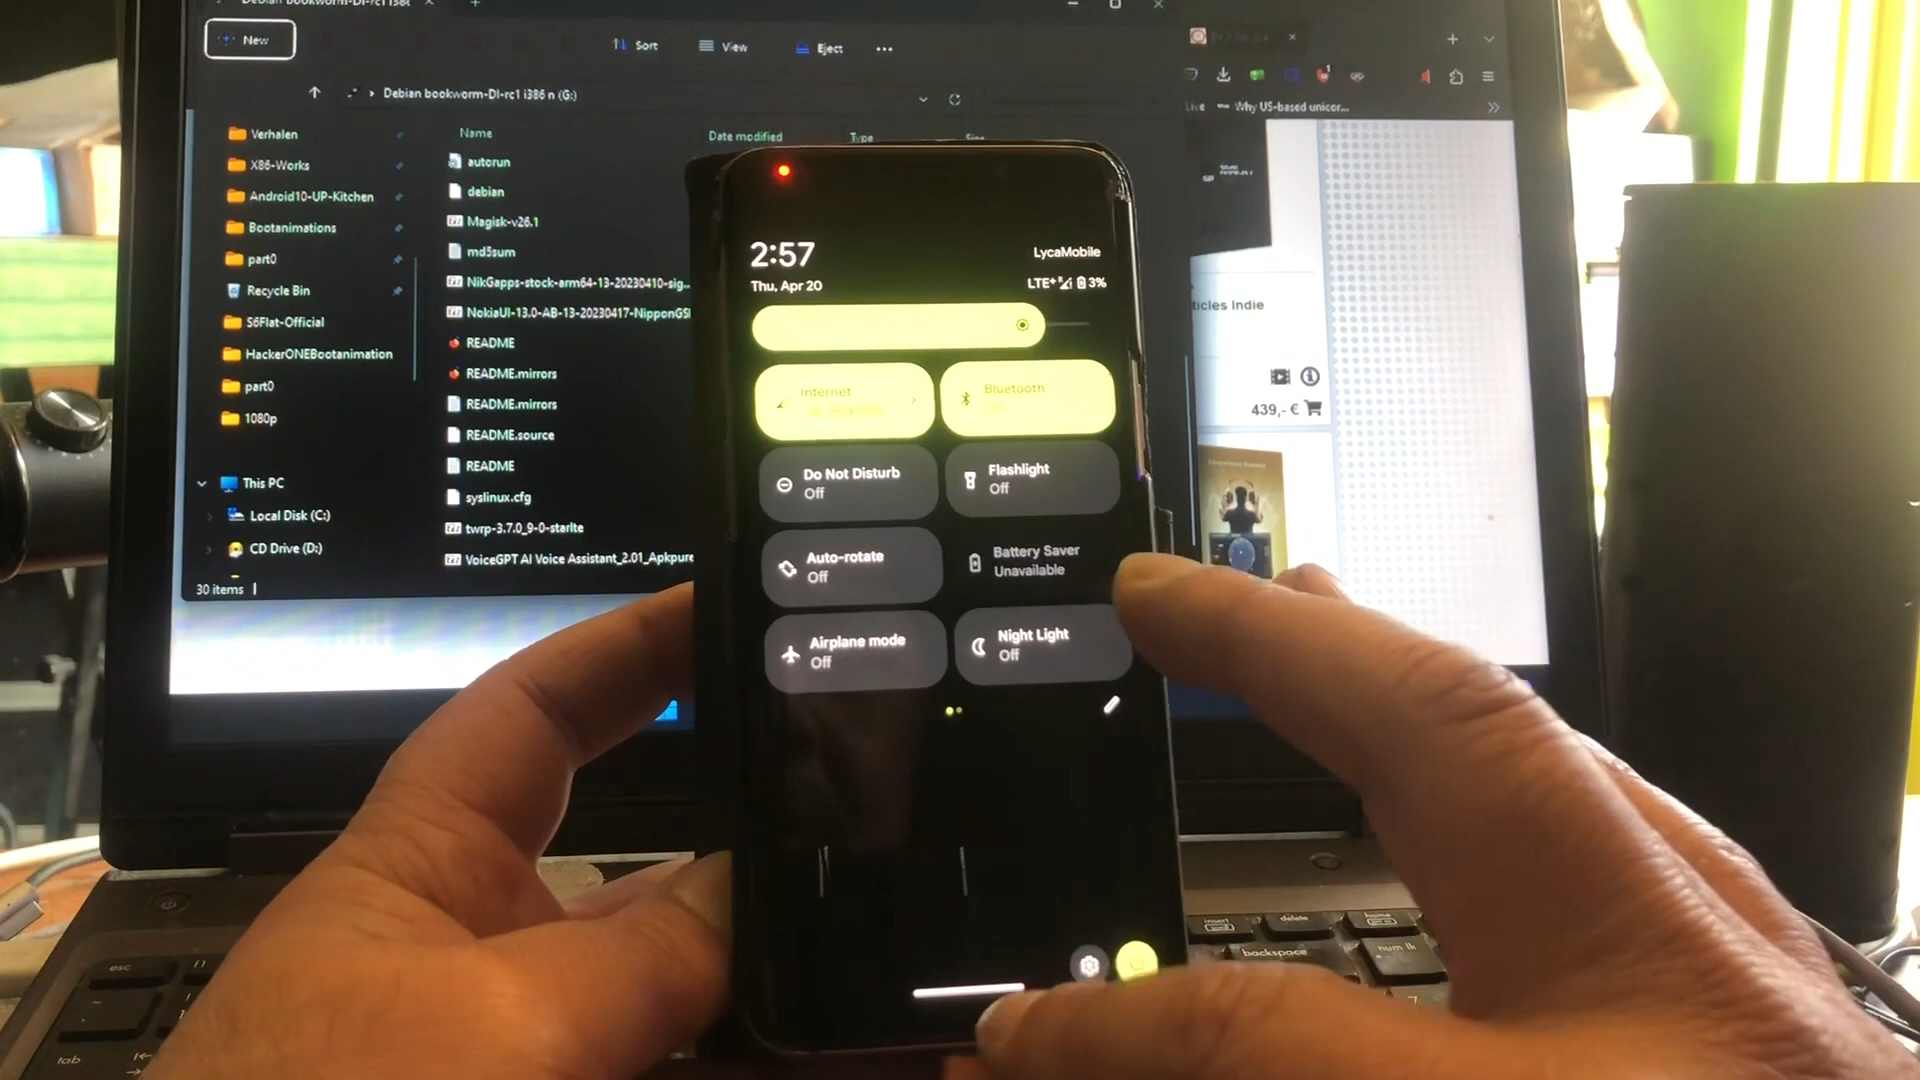 New
Sort
View
Eject
Debian bookworm-DI-rc1 i386 n (G:)
Verhalen
X86-Works
Android10-UP-Kitchen
Bootanimations
part0
Recycle Bin
S6Flat-Official
HackerONEBootanimation
part0
1080p
This PC
Local Disk (C:)
CD Drive (D:)
30 items
Name
Date modified
Type
autorun
debian
Magisk-v26.1
md5sum
NikGapps-stock-arm64-13-20230410-sig...
NokiaUI-13.0-AB-13-20230417-NipponGSI
README
README.mirrors
README.mirrors
README.source
README
syslinux.cfg
twrp-3.7.0_9-0-starlte
VoiceGPT AI Voice Assistant_2.01_Apkpure
Live
Why US-based unicor...
ticles Indie
439,- €
2:57
LycaMobile
Thu, Apr 20
LTE+
3%
Internet
Bluetooth
Do Not Disturb
Off
Flashlight
Off
Auto-rotate
Off
Battery Saver
Unavailable
Airplane mode
Off
Night Light
Off
esc
tab
insert
delete
home
backspace
num lk
7